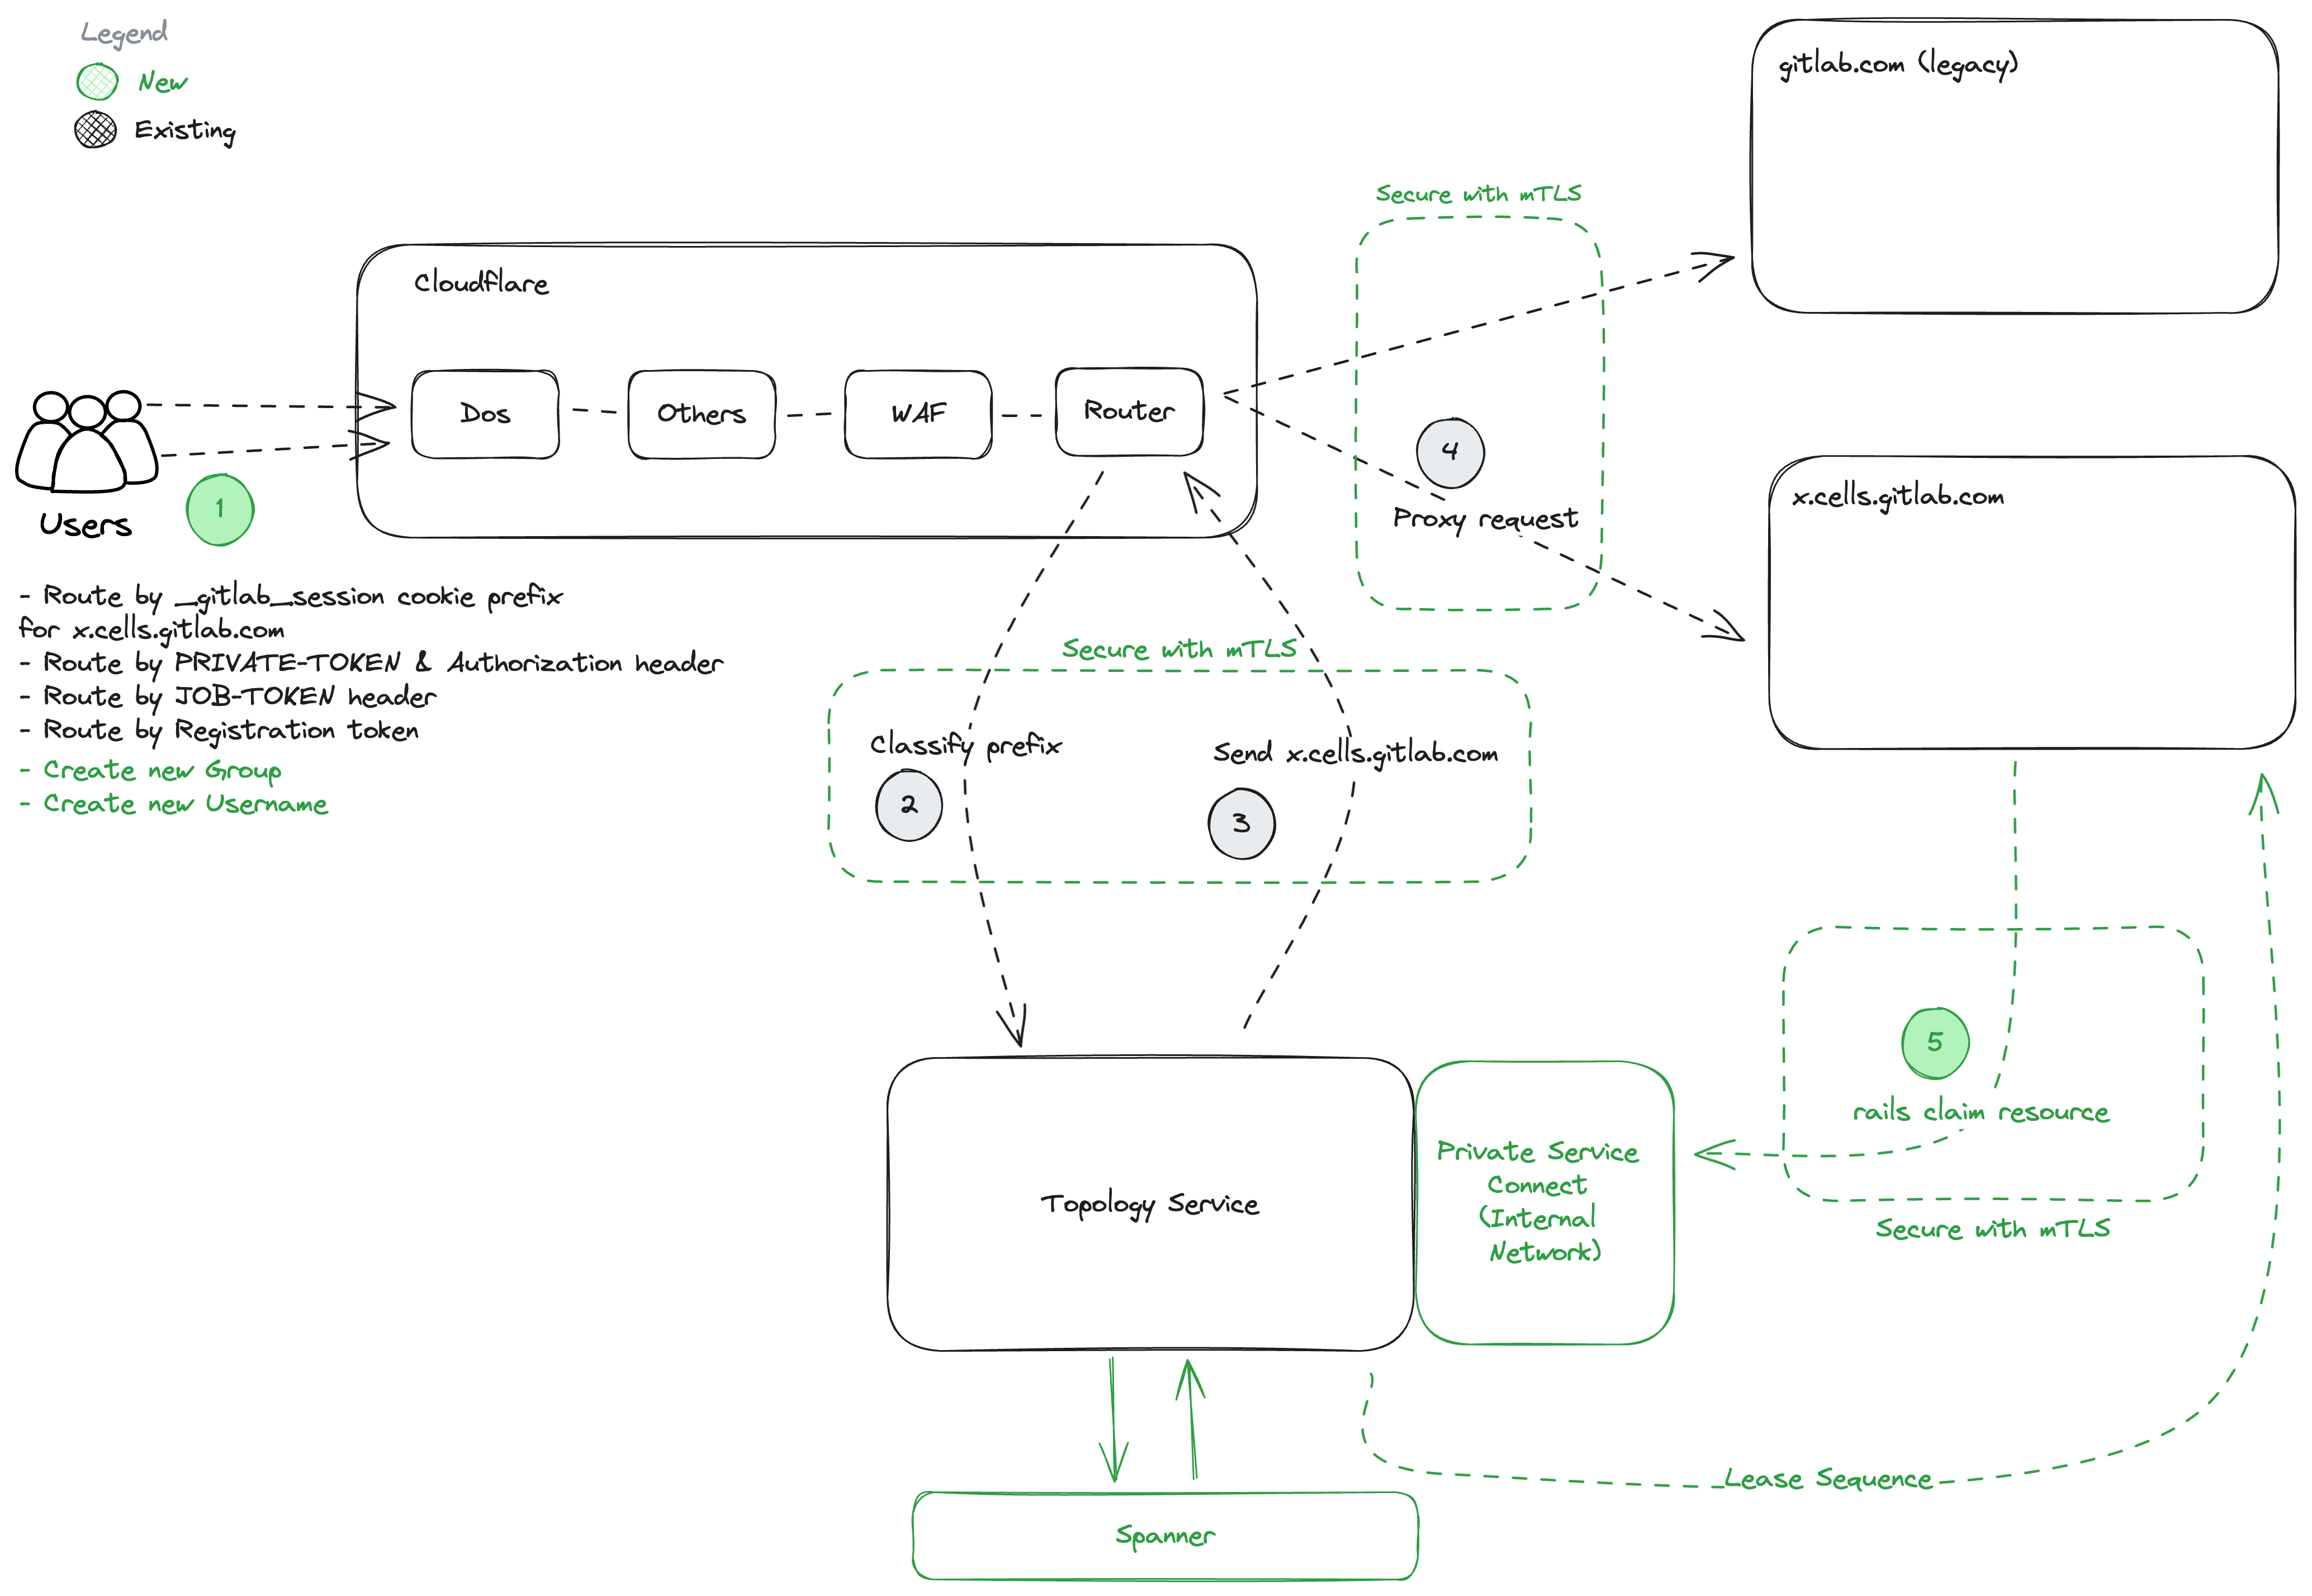 Legend
New
Existing
gitlab.com (legacy)
Secure with mTLS
Cloudflare
Dos
Others
WAF
Router
4
Proxy request
x.cells.gitlab.com
Users
1
- Route by _gitlab_session cookie prefix
for x.cells.gitlab.com
- Route by PRIVATE-TOKEN & Authorization header
- Route by JOB-TOKEN header
- Route by Registration token
- Create new Group
- Create new Username
Secure with mTLS
Classify prefix
2
Send x.cells.gitlab.com
3
5
rails claim resource
Secure with mTLS
Topology Service
Private Service
Connect
(Internal
Network)
Lease Sequence
Spanner